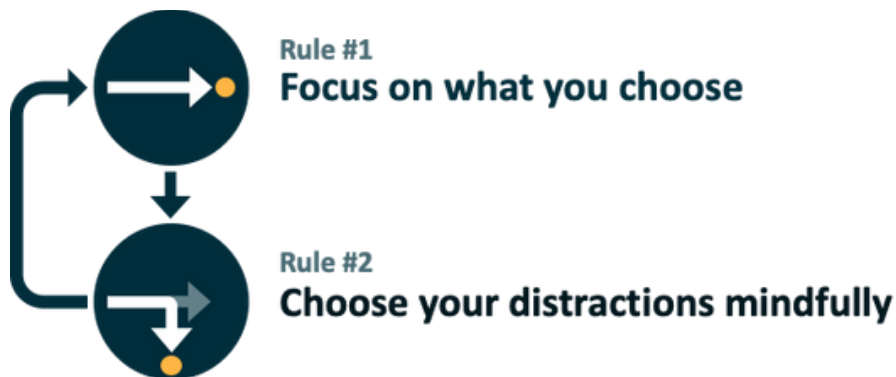 Rule #1
Focus on what you choose
Rule #2
Choose your distractions mindfully